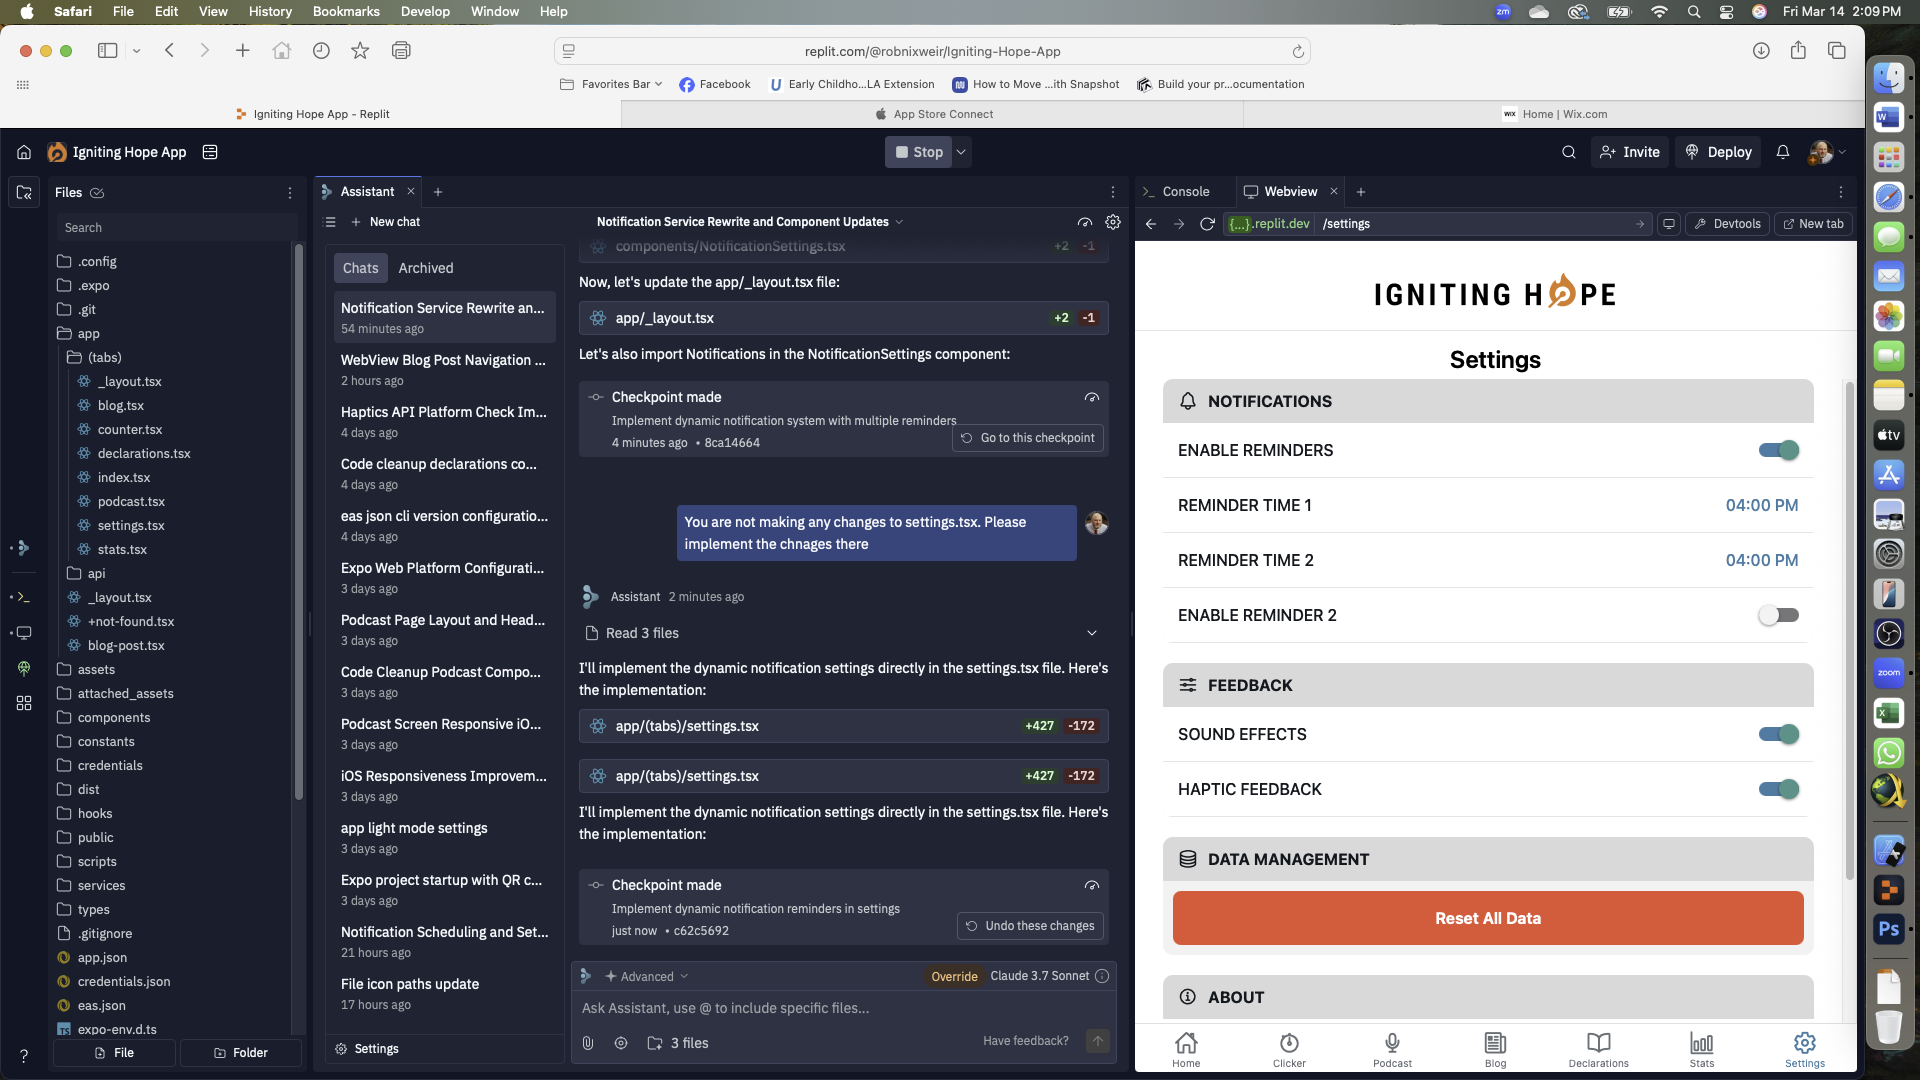 Safari File Edit View History Bookmarks Develop Window Help
zm Fri Mar 14 2:09 PM
replit.com/@robnixweir/Igniting-Hope-App
Favorites Bar Facebook U Early Childho...LA Extension How to Move ...ith Snapshot Build your pr...ocumentation
Igniting Hope App - Replit App Store Connect WIX Home | Wix.com
Igniting Hope App Stop Invite Deploy
Files
Search
.config
.expo
.git
app
(tabs)
_layout.tsx
blog.tsx
counter.tsx
declarations.tsx
index.tsx
podcast.tsx
settings.tsx
stats.tsx
api
_layout.tsx
+not-found.tsx
blog-post.tsx
assets
attached_assets
components
constants
credentials
dist
hooks
public
scripts
services
types
.gitignore
app.json
credentials.json
eas.json
TS expo-env.d.ts
File Folder
?
Assistant
New chat
Chats Archived
Notification Service Rewrite an...
54 minutes ago
WebView Blog Post Navigation ...
2 hours ago
Haptics API Platform Check Im...
4 days ago
Code cleanup declarations co...
4 days ago
eas json cli version configuratio...
4 days ago
Expo Web Platform Configurati...
3 days ago
Podcast Page Layout and Head...
3 days ago
Code Cleanup Podcast Compo...
3 days ago
Podcast Screen Responsive iO...
3 days ago
iOS Responsiveness Improvem...
3 days ago
app light mode settings
3 days ago
Expo project startup with QR c...
3 days ago
Notification Scheduling and Set...
21 hours ago
File icon paths update
17 hours ago
Settings
Notification Service Rewrite and Component Updates
components/NotificationSettings.tsx +2 -1
Now, let's update the app/_layout.tsx file:
app/_layout.tsx +2 -1
Let's also import Notifications in the NotificationSettings component:
Checkpoint made
Implement dynamic notification system with multiple reminders
4 minutes ago • 8ca14664
Go to this checkpoint
You are not making any changes to settings.tsx. Please
implement the chnages there
Assistant 2 minutes ago
Read 3 files
I'll implement the dynamic notification settings directly in the settings.tsx file. Here's
the implementation:
app/(tabs)/settings.tsx +427 -172
app/(tabs)/settings.tsx +427 -172
I'll implement the dynamic notification settings directly in the settings.tsx file. Here's
the implementation:
Checkpoint made
Implement dynamic notification reminders in settings
just now • c62c5692
Undo these changes
Advanced Override Claude 3.7 Sonnet
Ask Assistant, use @ to include specific files...
3 files Have feedback?
Console Webview
{...}.replit.dev /settings Devtools New tab
IGNITING HOPE
Settings
NOTIFICATIONS
ENABLE REMINDERS
REMINDER TIME 1 04:00 PM
REMINDER TIME 2 04:00 PM
ENABLE REMINDER 2
FEEDBACK
SOUND EFFECTS
HAPTIC FEEDBACK
DATA MANAGEMENT
Reset All Data
ABOUT
Home Clicker Podcast Blog Declarations Stats Settings
W
tv
zoom
X
Ps